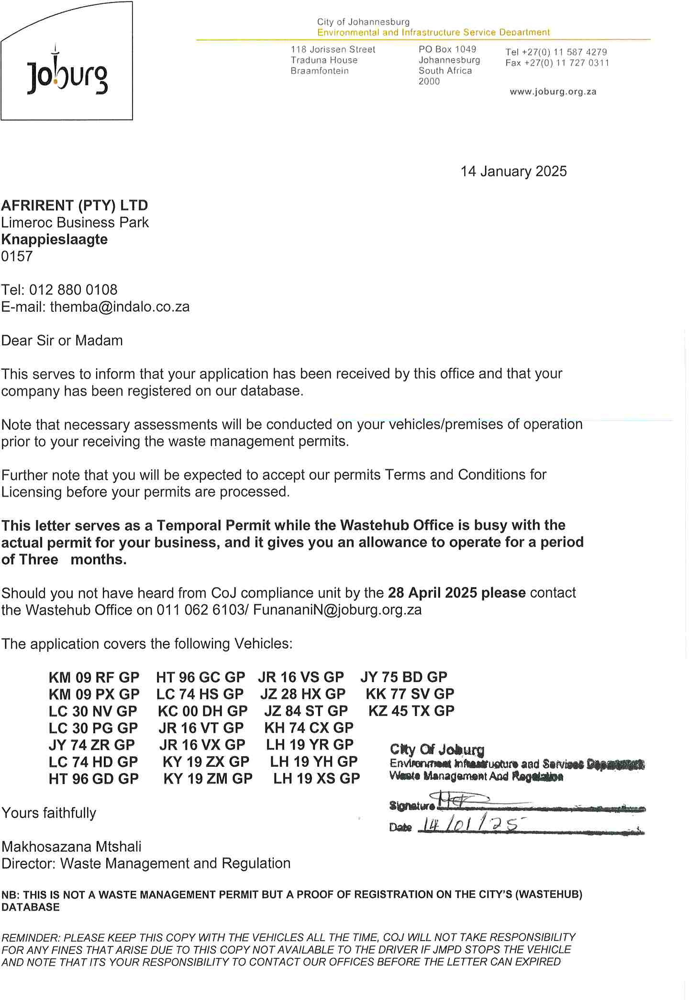 Joburg
City of Johannesburg
Environmental and Infrastructure Service Department
118 Jorissen Street
Traduna House
Braamfontein
PO Box 1049
Johannesburg
South Africa
2000
Tel +27(0) 11 587 4279
Fax +27(0) 11 727 0311
www.joburg.org.za
14 January 2025
AFRIRENT (PTY) LTD
Limeroc Business Park
Knappieslaagte
0157
Tel: 012 880 0108
E-mail: themba@indalo.co.za
Dear Sir or Madam
This serves to inform that your application has been received by this office and that your
company has been registered on our database.
Note that necessary assessments will be conducted on your vehicles/premises of operation
prior to your receiving the waste management permits.
Further note that you will be expected to accept our permits Terms and Conditions for
Licensing before your permits are processed.
This letter serves as a Temporal Permit while the Wastehub Office is busy with the
actual permit for your business, and it gives you an allowance to operate for a period
of Three months.
Should you not have heard from CoJ compliance unit by the 28 April 2025 please contact
the Wastehub Office on 011 062 6103/ FunananiN@joburg.org.za
The application covers the following Vehicles:
KM 09 RF GP HT 96 GC GP JR 16 VS GP JY 75 BD GP
KM 09 PX GP LC 74 HS GP JZ 28 HX GP KK 77 SV GP
LC 30 NV GP KC 00 DH GP JZ 84 ST GP KZ 45 TX GP
LC 30 PG GP JR 16 VT GP KH 74 CX GP
JY 74 ZR GP JR 16 VX GP LH 19 YR GP
LC 74 HD GP KY 19 ZX GP LH 19 YH GP
HT 96 GD GP KY 19 ZM GP LH 19 XS GP
City Of Joburg
Environment Infrastructure and Services Department
Waste Management And Regulation
Signature
Date 14/01/25
Yours faithfully
Makhosazana Mtshali
Director: Waste Management and Regulation
NB: THIS IS NOT A WASTE MANAGEMENT PERMIT BUT A PROOF OF REGISTRATION ON THE CITY'S (WASTEHUB)
DATABASE
REMINDER: PLEASE KEEP THIS COPY WITH THE VEHICLES ALL THE TIME, COJ WILL NOT TAKE RESPONSIBILITY
FOR ANY FINES THAT ARISE DUE TO THIS COPY NOT AVAILABLE TO THE DRIVER IF JMPD STOPS THE VEHICLE
AND NOTE THAT ITS YOUR RESPONSIBILITY TO CONTACT OUR OFFICES BEFORE THE LETTER CAN EXPIRED